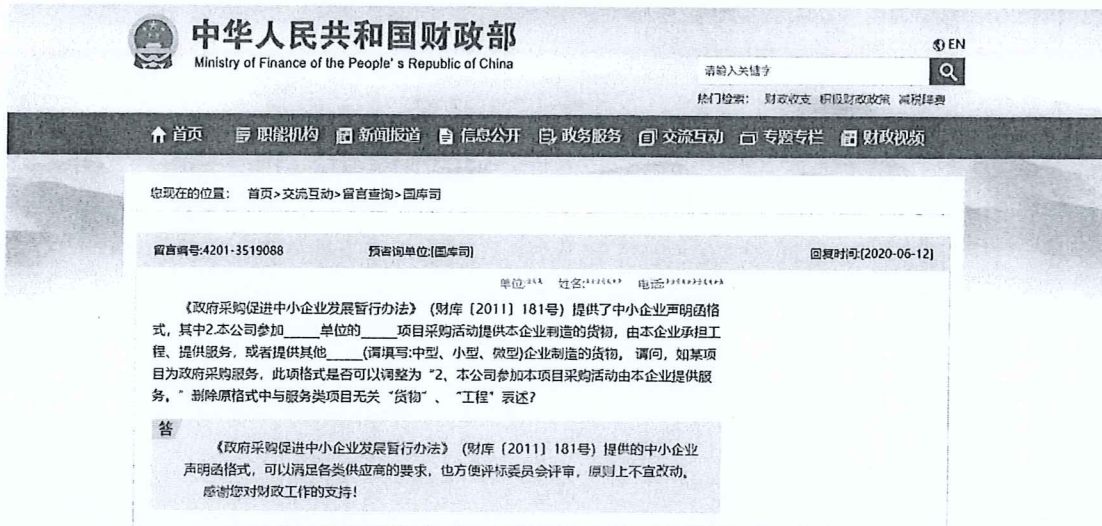 中华人民共和国财政部
Ministry of Finance of the People's Republic of China
EN
请输入关键字
热门检索: 财政收支 积极财政政策 减税降费
首页 职能机构 新闻报道 信息公开 政务服务 交流互动 专题专栏 财政视频
您现在的位置: 首页>交流互动>留言查询>国库司
留言编号:4201-3519088 预咨询单位:[国库司] 回复时间:[2020-06-12]
单位:*** 姓名:******* 电话:***********
《政府采购促进中小企业发展暂行办法》(财库〔2011〕181号)提供了中小企业声明函格
式,其中2.本公司参加_____单位的_____项目采购活动提供本企业制造的货物,由本企业承担工
程、提供服务,或者提供其他_____(请填写:中型、小型、微型)企业制造的货物。请问,如某项
目为政府采购服务,此项格式是否可以调整为“2、本公司参加本项目采购活动由本企业提供服
务。”删除原格式中与服务类项目无关“货物”、“工程”表述?
答
《政府采购促进中小企业发展暂行办法》(财库〔2011〕181号)提供的中小企业
声明函格式,可以满足各类供应商的要求,也方便评标委员会评审,原则上不宜改动。
感谢您对财政工作的支持!